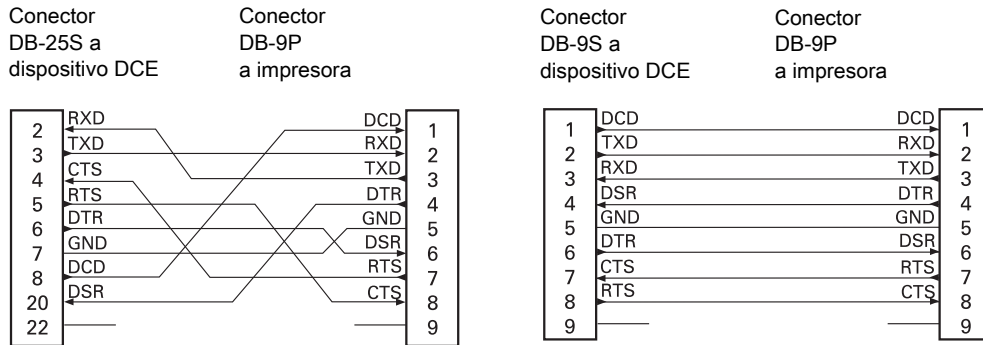 Conector
DB-25S a
dispositivo DCE
Conector
DB-9P
a impresora
2 RXD DCD 1
3 TXD RXD 2
4 CTS TXD 3
5 RTS DTR 4
6 DTR GND 5
7 GND DSR 6
8 DCD RTS 7
20 DSR CTS 8
22 9
Conector
DB-9S a
dispositivo DCE
Conector
DB-9P
a impresora
1 DCD DCD 1
2 TXD RXD 2
3 RXD TXD 3
4 DSR DTR 4
5 GND GND 5
6 DTR DSR 6
7 CTS RTS 7
8 RTS CTS 8
9 9